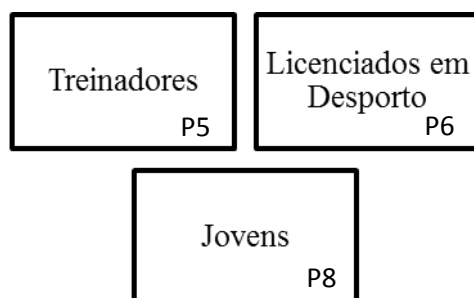 Treinadores
P5
Licenciados em
Desporto
P6
Jovens
P8